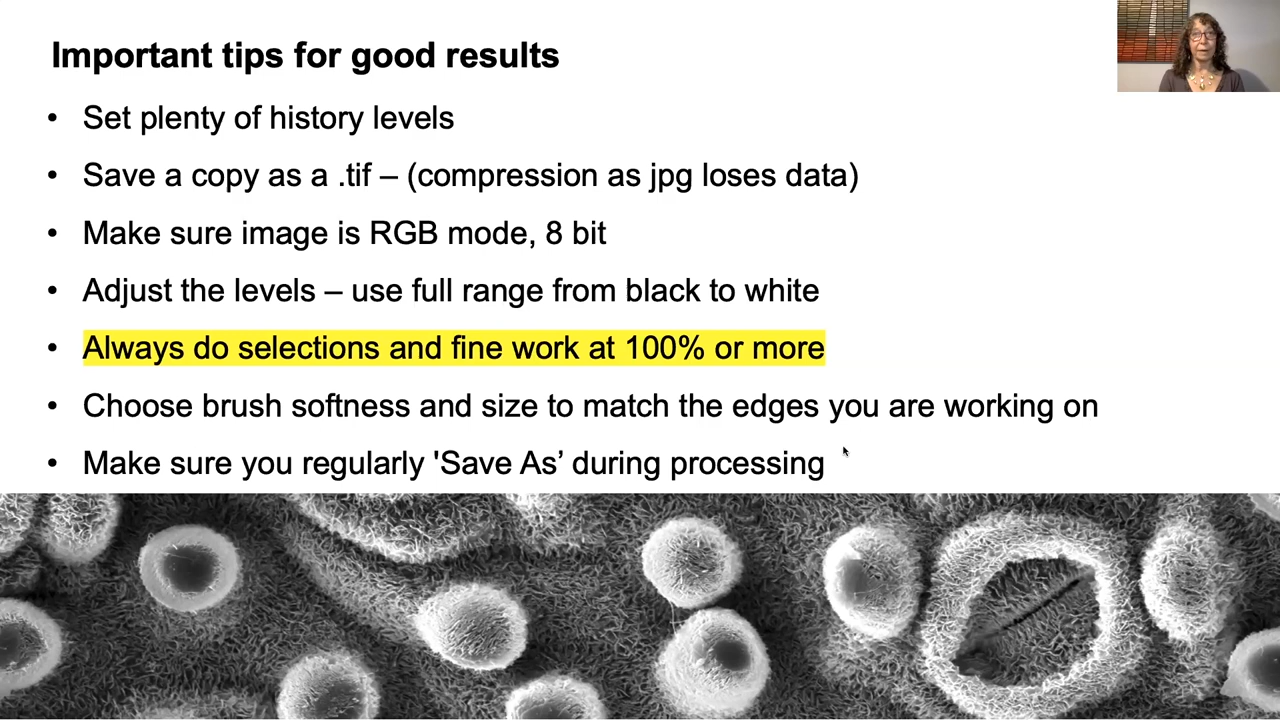 Important tips for good results
• Set plenty of history levels
• Save a copy as a .tif – (compression as jpg loses data)
• Make sure image is RGB mode, 8 bit
• Adjust the levels – use full range from black to white
• Always do selections and fine work at 100% or more
• Choose brush softness and size to match the edges you are working on
• Make sure you regularly 'Save As’ during processing